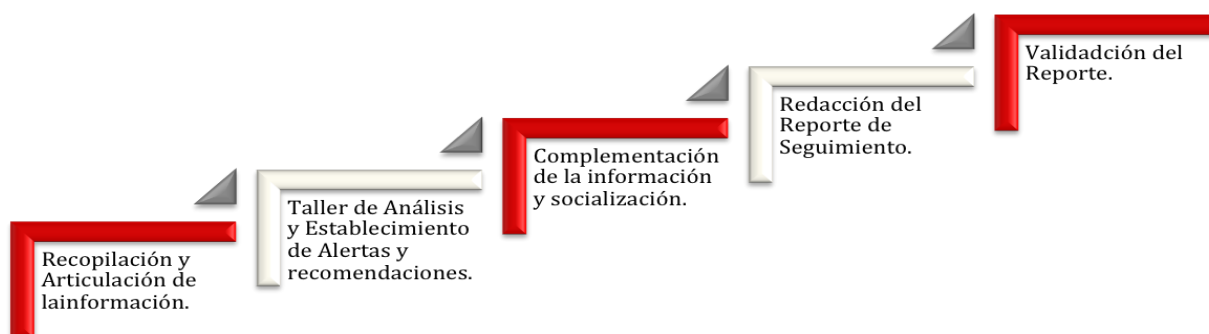 Recopilación y
Articulación de
lainformación.
Taller de Análisis
y Establecimiento
de Alertas y
recomendaciones.
Complementación
de la información
y socialización.
Redacción del
Reporte de
Seguimiento.
Validadción del
Reporte.